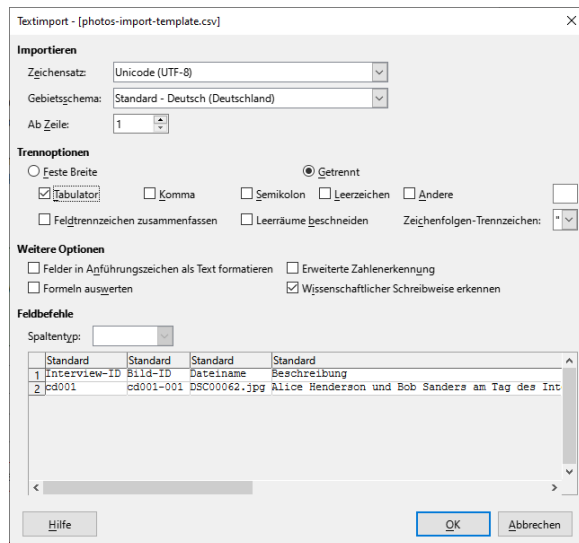 Textimport - [photos-import-template.csv]
Importieren
Zeichensatz: Unicode (UTF-8)
Gebietsschema: Standard - Deutsch (Deutschland)
Ab Zeile: 1
Trennoptionen
Feste Breite Getrennt
Tabulator Komma Semikolon Leerzeichen Andere
Feldtrennzeichen zusammenfassen Leerräume beschneiden Zeichenfolgen-Trennzeichen: "
Weitere Optionen
Felder in Anführungszeichen als Text formatieren Erweiterte Zahlenerkennung
Formeln auswerten Wissenschaftlicher Schreibweise erkennen
Feldbefehle
Spaltentyp:
Standard Standard Standard Standard
1 Interview-ID Bild-ID Dateiname Beschreibung
2 cd001 cd001-001 DSC00062.jpg Alice Henderson und Bob Sanders am Tag des Int
Hilfe OK Abbrechen